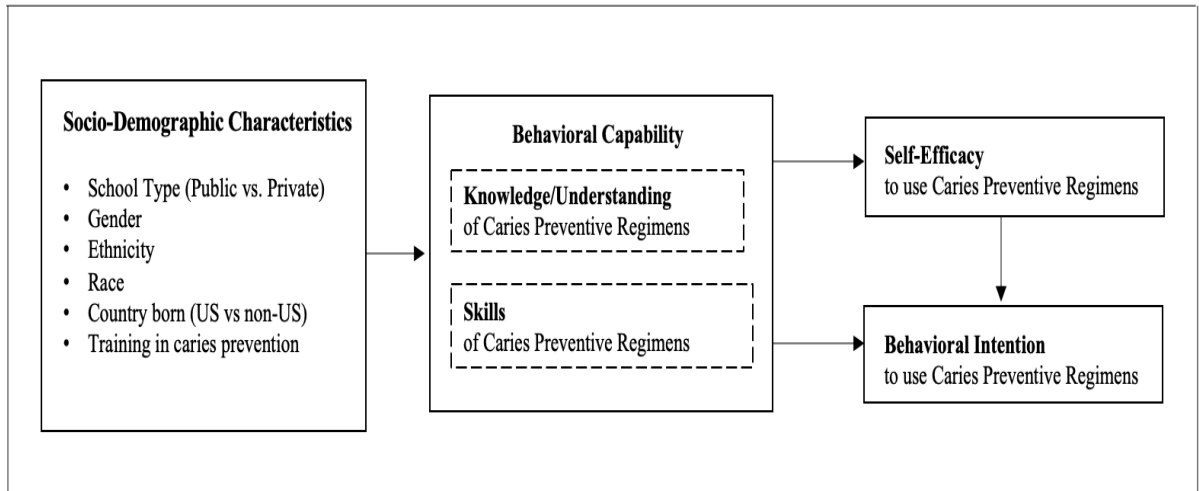 Socio-Demographic Characteristics
• School Type (Public vs. Private)
• Gender
• Ethnicity
• Race
• Country born (US vs non-US)
• Training in caries prevention
Behavioral Capability
Knowledge/Understanding
of Caries Preventive Regimens
Skills
of Caries Preventive Regimens
Self-Efficacy
to use Caries Preventive Regimens
Behavioral Intention
to use Caries Preventive Regimens